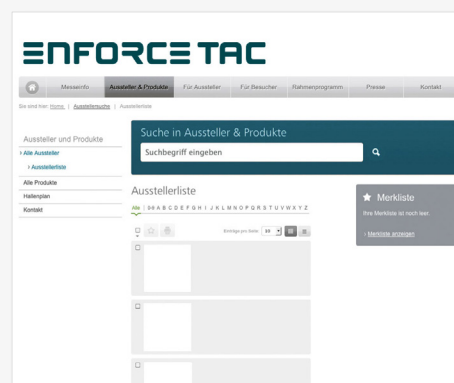 ENFORCE TAC
Messeinfo Aussteller & Produkte Für Aussteller Für Besucher Rahmenprogramm Presse Kontakt
Sie sind hier: Home | Ausstellersuche | Ausstellerliste
Aussteller und Produkte
› Alle Aussteller
› Ausstellerliste
Alle Produkte
Hallenplan
Kontakt
Suche in Aussteller & Produkte
Suchbegriff eingeben
Ausstellerliste
Alle | 0-9 A B C D E F G H I J K L M N O P Q R S T U V W X Y Z
Einträge pro Seite 20
Merkliste
Ihre Merkliste ist noch leer.
› Merkliste anzeigen